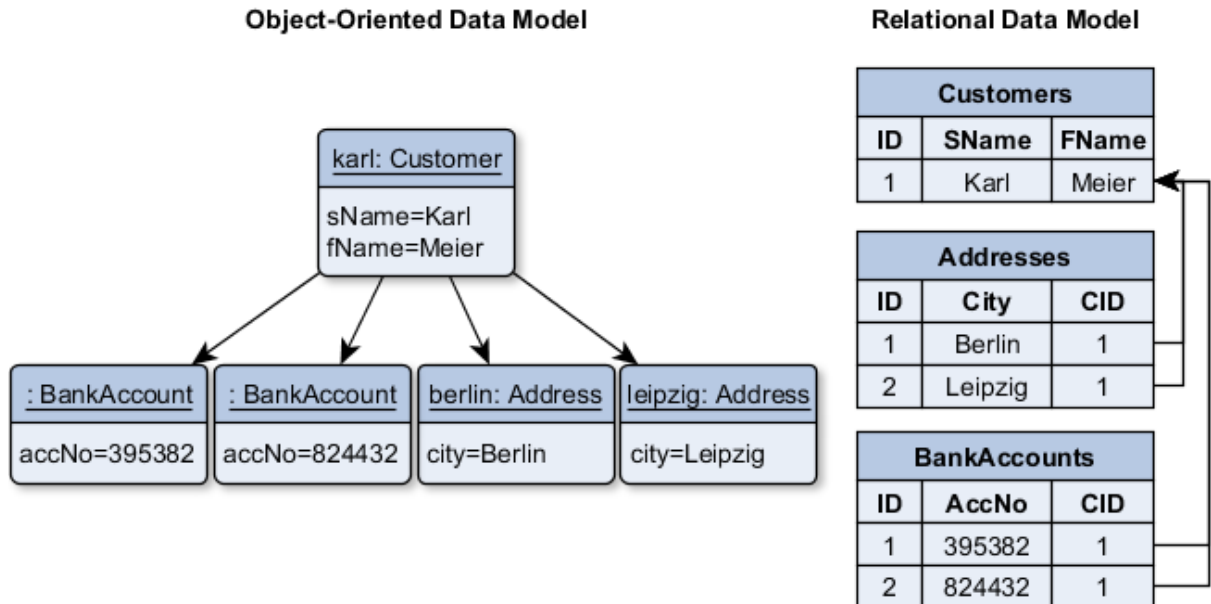 Object-Oriented Data Model
karl: Customer
sName=Karl
fName=Meier
: BankAccount
accNo=395382
: BankAccount
accNo=824432
berlin: Address
city=Berlin
leipzig: Address
city=Leipzig
Relational Data Model
Customers
ID SName FName
1 Karl Meier
Addresses
ID City CID
1 Berlin 1
2 Leipzig 1
BankAccounts
ID AccNo CID
1 395382 1
2 824432 1